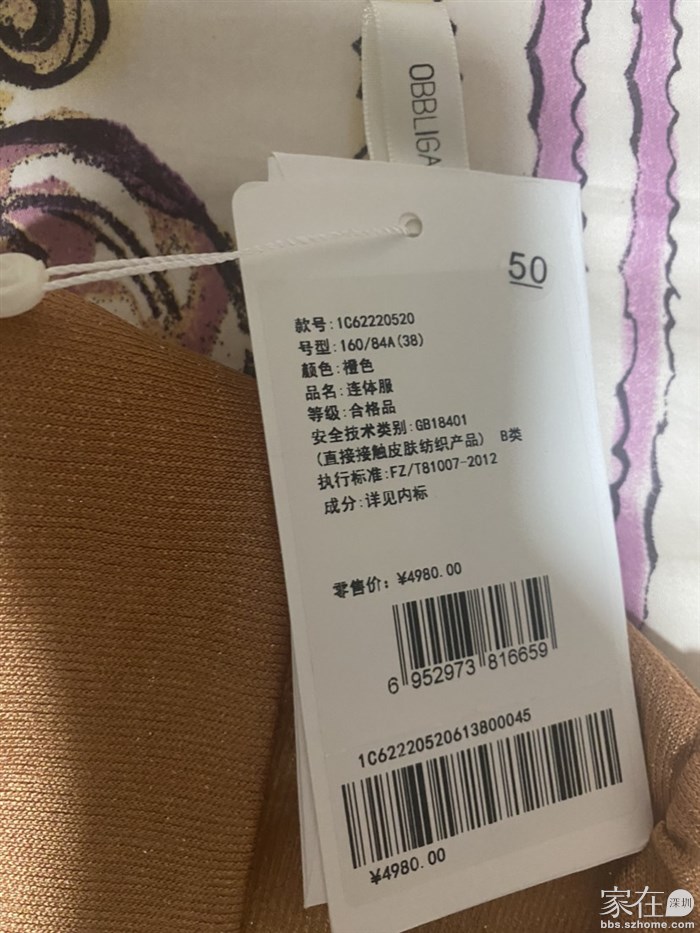 OBBLIGA
50
款号:1C62220520
号型:160/84A(38)
颜色:橙色
品名:连体服
等级:合格品
安全技术类别:GB18401
(直接接触皮肤纺织产品) B类
执行标准:FZ/T81007-2012
成分:详见内标
零售价: ¥4980.00
6 952973 816659
1C62220520613800045
¥4980.00
家在深圳
bbs.szhome.com